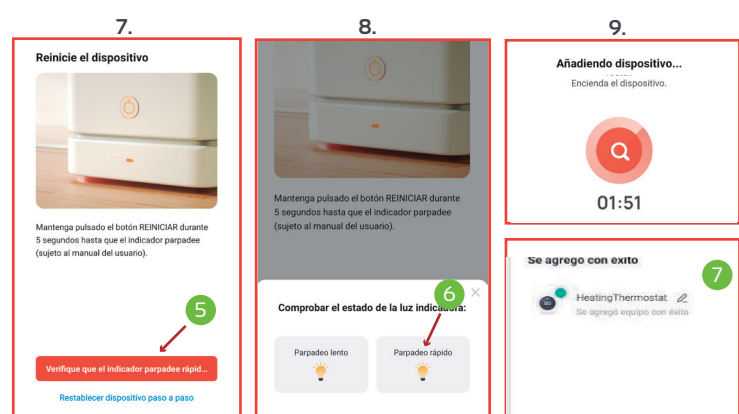 7.
Reinicie el dispositivo
Mantenga pulsado el botón REINICIAR durante
5 segundos hasta que el indicador parpadee
(sujeto al manual del usuario).
5
Verifique que el indicador parpadee rápid...
Restablecer dispositivo paso a paso
8.
Mantenga pulsado el botón REINICIAR durante
5 segundos hasta que el indicador parpadee
(sujeto al manual del usuario).
6
Comprobar el estado de la luz indicadora:
Parpadeo lento
Parpadeo rápido
9.
Añadiendo dispositivo...
Encienda el dispositivo.
01:51
Se agregó con éxito
7
HeatingThermostat
Se agregó equipo con éxito